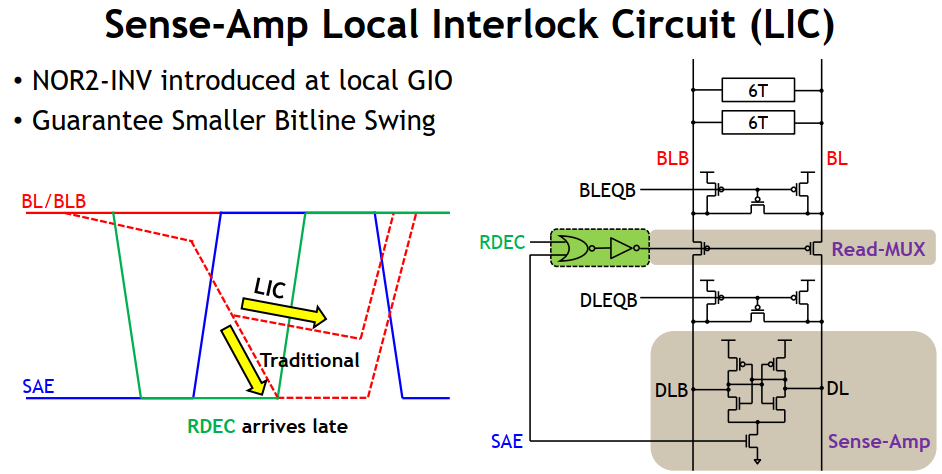 Sense-Amp Local Interlock Circuit (LIC)
• NOR2-INV introduced at local GIO
• Guarantee Smaller Bitline Swing
BL/BLB
LIC
Traditional
SAE
RDEC arrives late
6T
6T
BLB
BL
BLEQB
RDEC
Read-MUX
DLEQB
DLB
DL
SAE
Sense-Amp